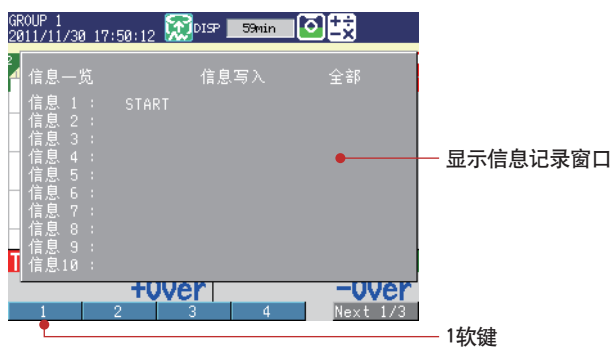 GROUP 1
2011/11/30 17:50:12 DISP 59min
2
信息一览 信息写入 全部
信息 1 : START
信息 2 :
信息 3 :
信息 4 :
信息 5 :
信息 6 :
信息 7 :
信息 8 :
信息 9 :
信息10 :
显示信息记录窗口
T
+Over -Over
1 2 3 4 Next 1/3
1软键